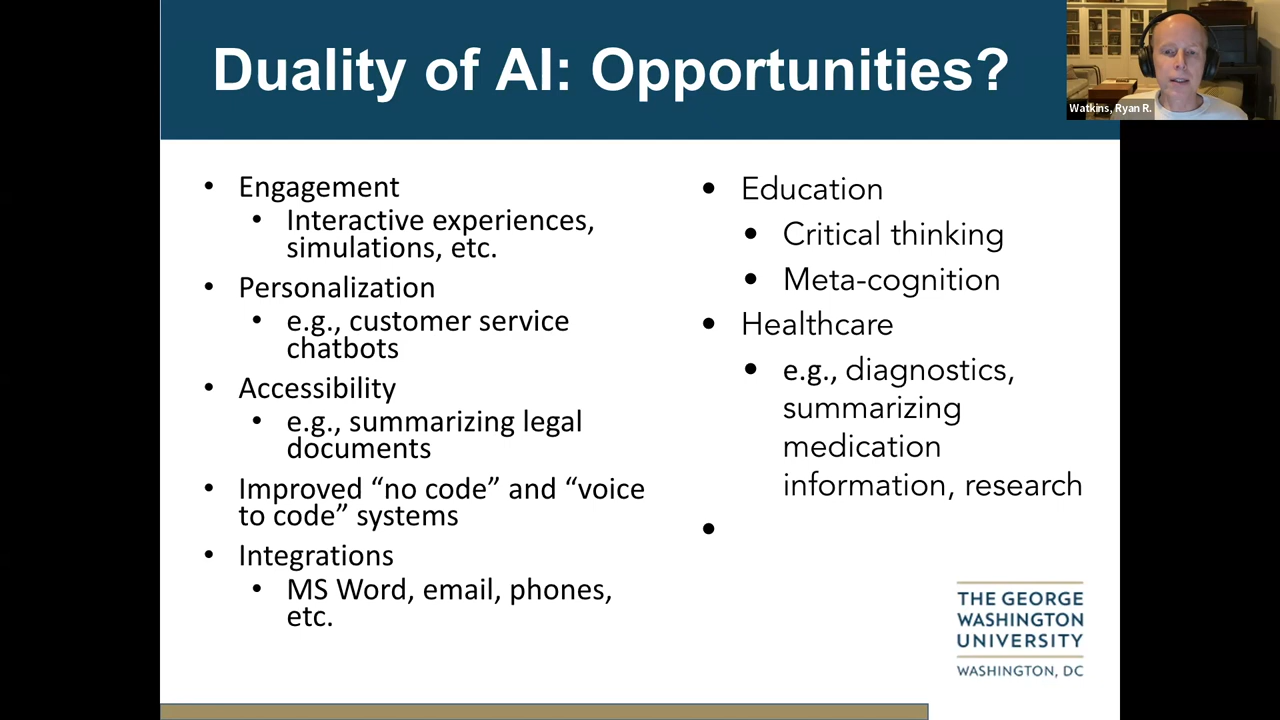 Duality of AI: Opportunities?
Watkins, Ryan R.
• Engagement
• Interactive experiences,
simulations, etc.
• Personalization
• e.g., customer service
chatbots
• Accessibility
• e.g., summarizing legal
documents
• Improved “no code” and “voice
to code” systems
• Integrations
• MS Word, email, phones,
etc.
• Education
• Critical thinking
• Meta-cognition
• Healthcare
• e.g., diagnostics,
summarizing
medication
information, research
•
THE GEORGE
WASHINGTON
UNIVERSITY
WASHINGTON, DC